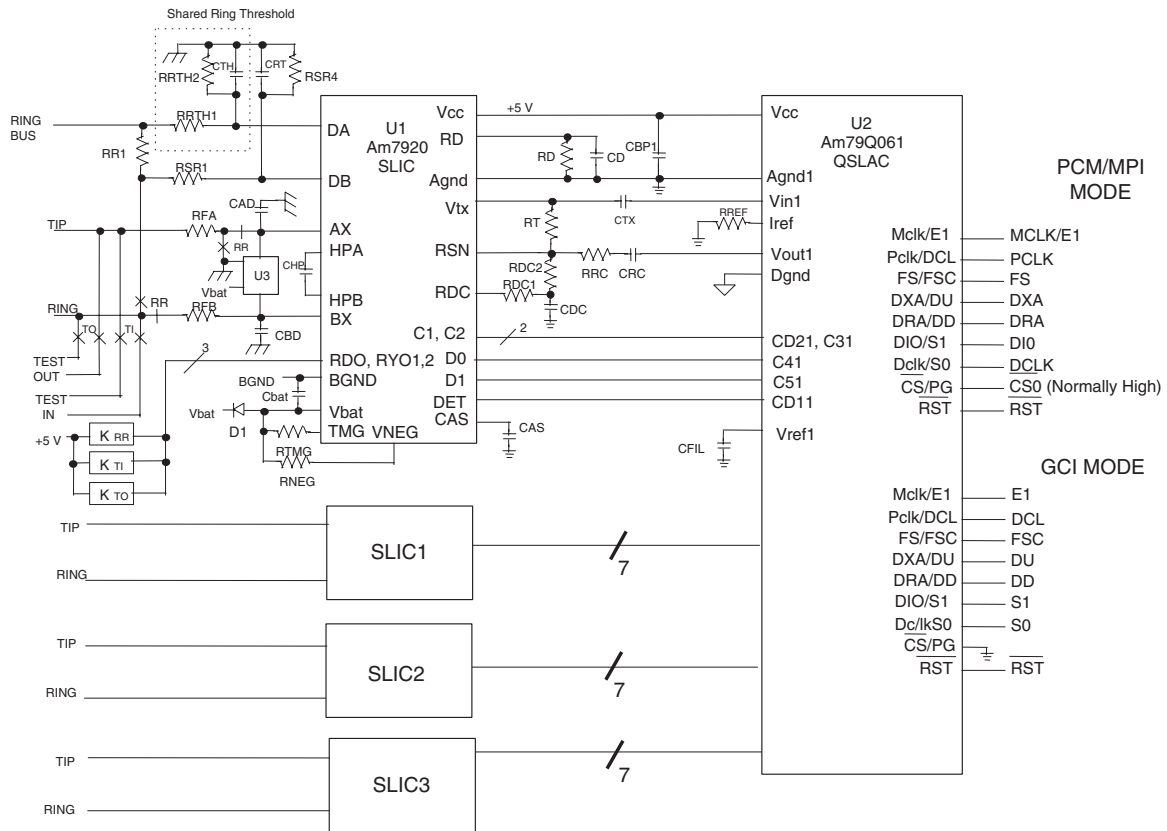 Shared Ring Threshold
RRTH2
CTH
CRT
RSR4
RING
BUS
RRTH1
RR1
RSR1
DA
DB
U1
Am7920
SLIC
Vcc
RD
Agnd
Vtx
RSN
RDC
C1, C2
D0
D1
DET
CAS
+5 V
RD
CD
CBP1
CAD
TIP
RFA
RR
AX
HPA
CHP
U3
Vbat
HPB
BX
RING
RR
RFB
CBD
TO
TI
TEST
OUT
TEST
IN
3
RDO, RYO1,2
BGND
BGND
Cbat
Vbat
Vbat
D1
TMG
VNEG
RTMG
RNEG
+5 V
K RR
K TI
K TO
CTX
RT
RREF
RDC2
RRC
CRC
RDC1
CDC
2
CAS
CFIL
U2
Am79Q061
QSLAC
Vcc
Agnd1
Vin1
Iref
Vout1
Dgnd
CD21, C31
C41
C51
CD11
Vref1
PCM/MPI
MODE
Mclk/E1 MCLK/E1
Pclk/DCL PCLK
FS/FSC FS
DXA/DU DXA
DRA/DD DRA
DIO/S1 DI0
Dclk/S0 DCLK
CS/PG CS0 (Normally High)
RST RST
GCI MODE
Mclk/E1 E1
Pclk/DCL DCL
FS/FSC FSC
DXA/DU DU
DRA/DD DD
DIO/S1 S1
Dc/lkS0 S0
CS/PG
RST RST
TIP
RING
SLIC1
7
TIP
RING
SLIC2
7
TIP
RING
SLIC3
7